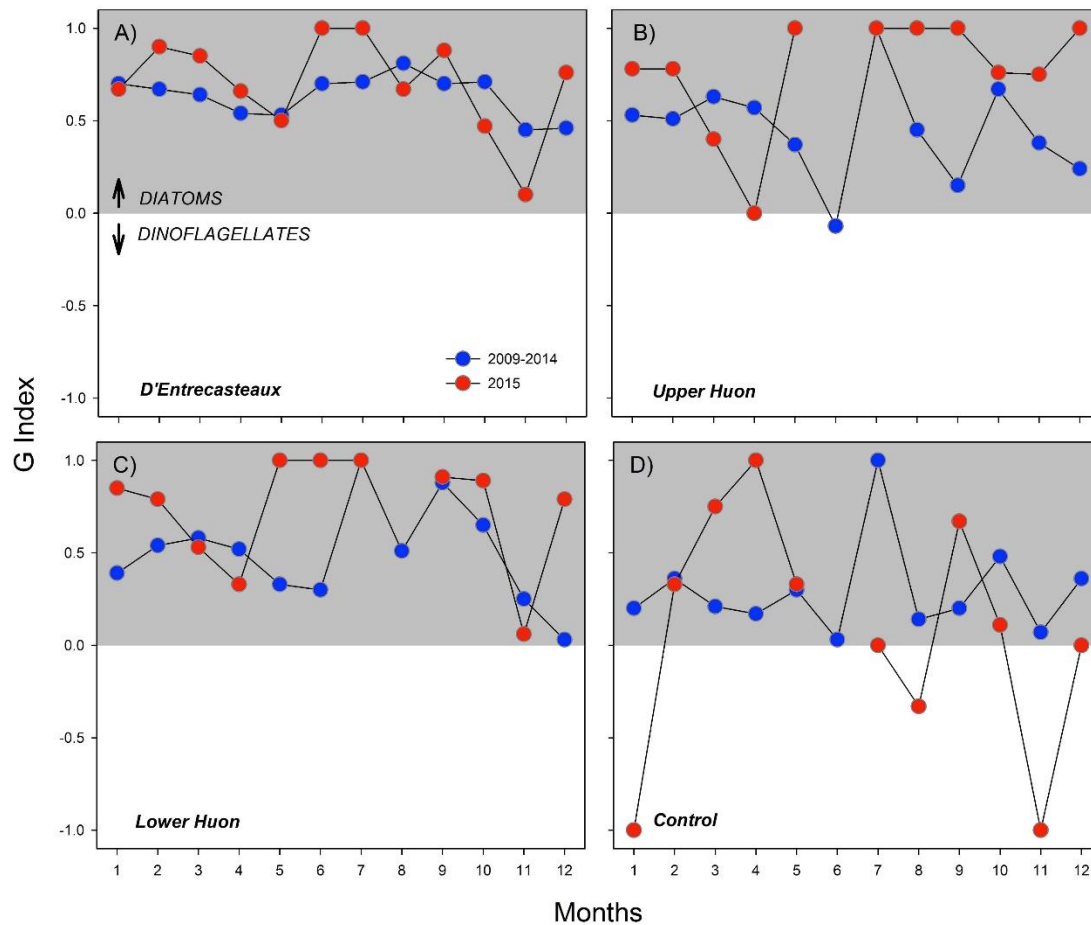 A)
B)
1.0
0.5
0.0
-0.5
-1.0
DIATOMS
DINOFLAGELLATES
2009-2014
2015
D'Entrecasteaux
Upper Huon
G Index
C)
D)
1.0
0.5
0.0
-0.5
-1.0
Lower Huon
Control
1 2 3 4 5 6 7 8 9 10 11 12
1 2 3 4 5 6 7 8 9 10 11 12
Months